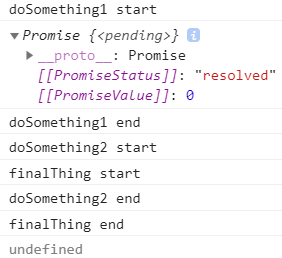 doSomething1 start
Promise {<pending>} i
__proto__: Promise
[[PromiseStatus]]: "resolved"
[[PromiseValue]]: 0
doSomething1 end
doSomething2 start
finalThing start
doSomething2 end
finalThing end
undefined